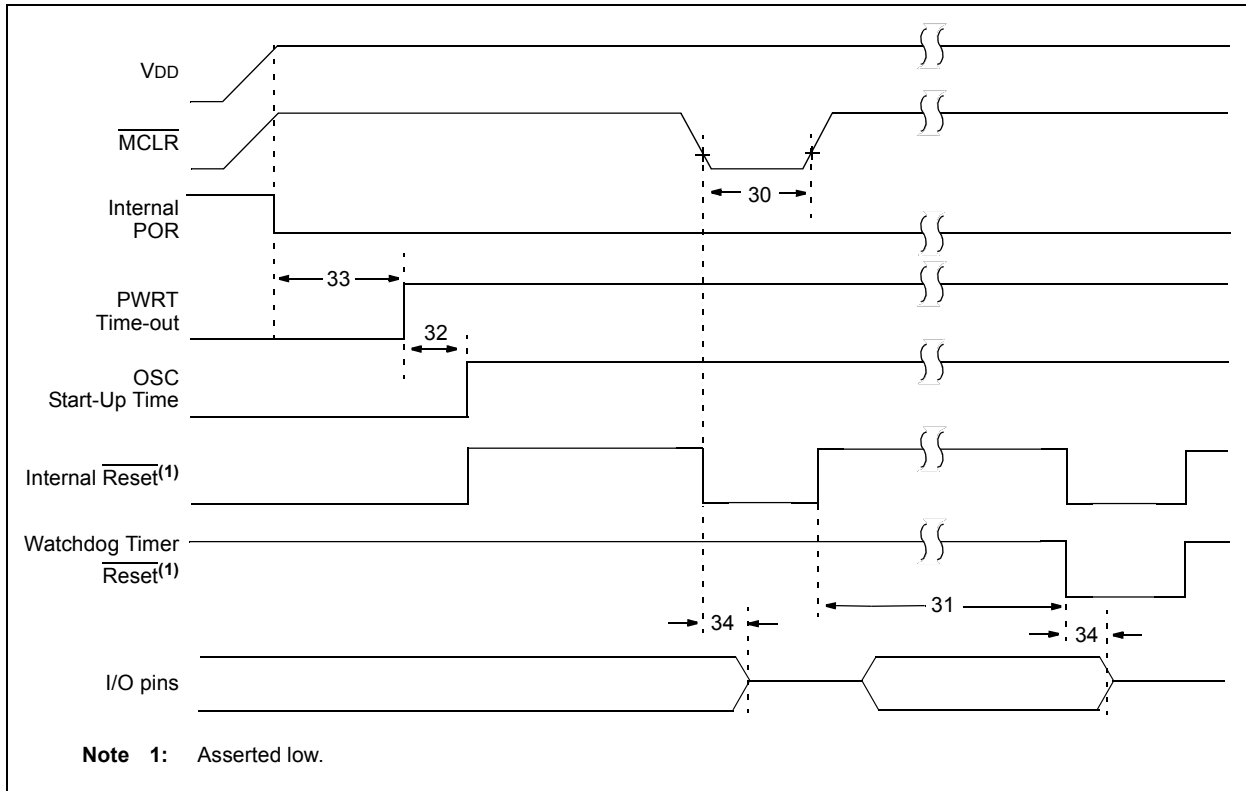 VDD
MCLR
30
Internal
POR
33
PWRT
Time-out
32
OSC
Start-Up Time
Internal Reset(1)
Watchdog Timer
Reset(1)
31
34
34
I/O pins
Note 1: Asserted low.